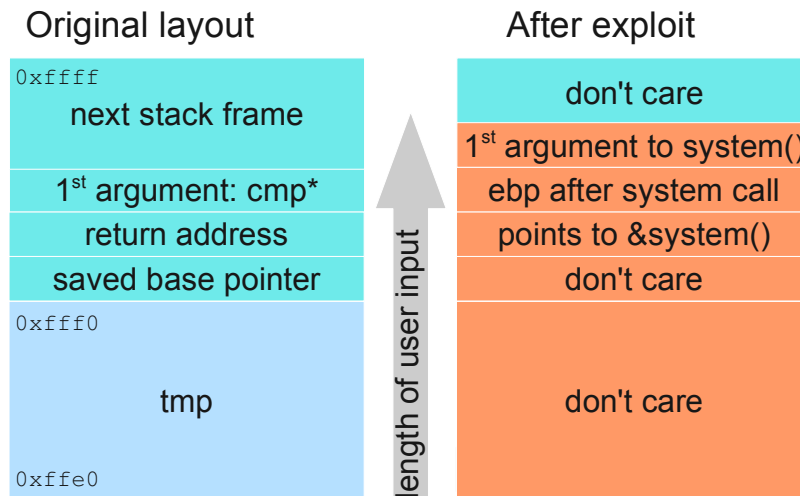 Original layout
0xffff
next stack frame
1st argument: cmp*
return address
saved base pointer
0xfff0
tmp
0xffe0
length of user input
After exploit
don't care
1st argument to system()
ebp after system call
points to &system()
don't care
don't care